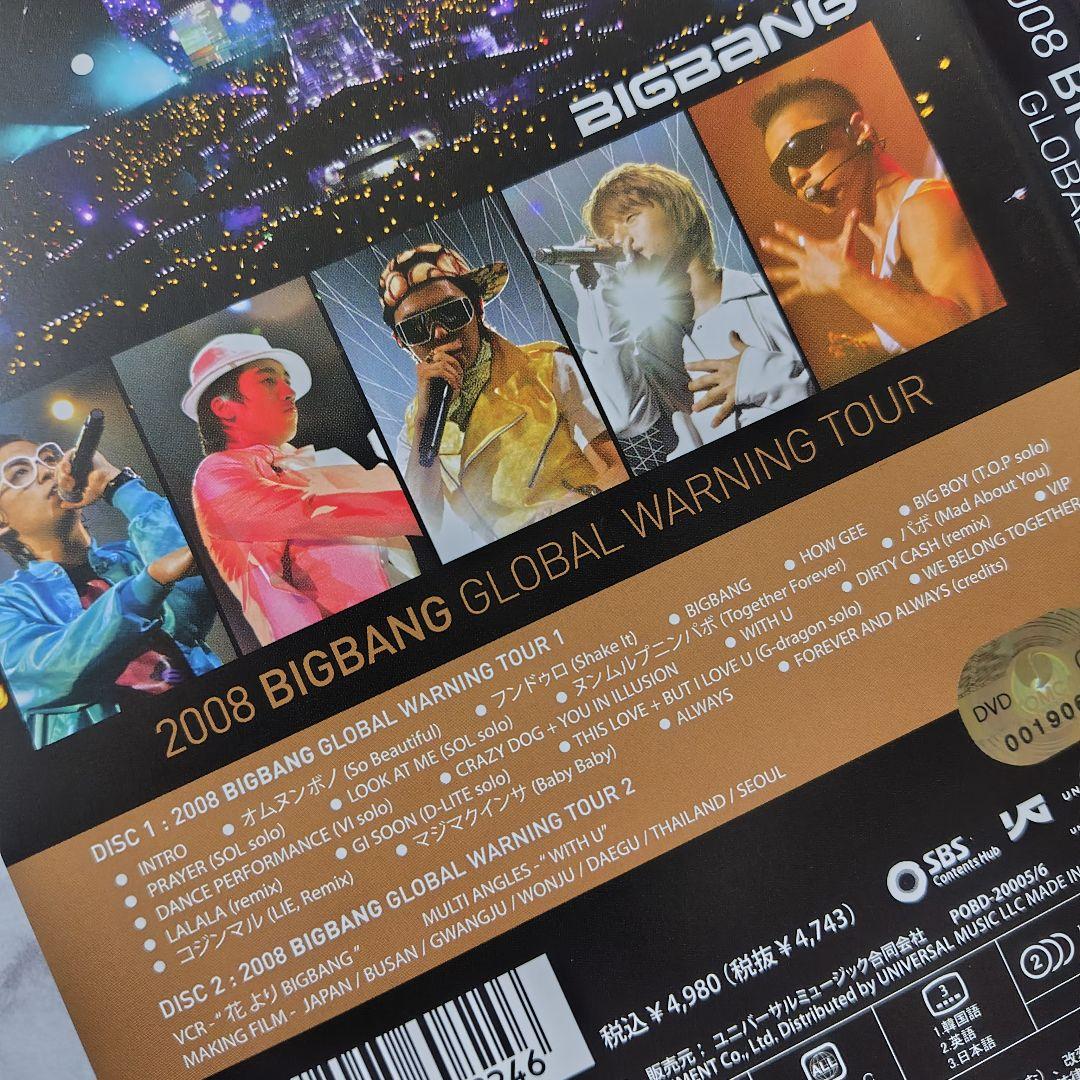 BIGBANG
2008 BIGBANG GLOBAL WARNING TOUR
DISC 1 : 2008 BIGBANG GLOBAL WARNING TOUR 1
● INTRO ● オムヌンボノ (So Beautiful) ● フンドゥロ (Shake It) ● BIGBANG ● HOW GEE ● BIG BOY (T.O.P solo)
● PRAYER (SOL solo) ● LOOK AT ME (SOL solo) ● ヌンムルプニンパボ (Together Forever) ● パボ (Mad About You)
● DANCE PERFORMANCE (VI solo) ● CRAZY DOG + YOU IN ILLUSION ● WITH U ● DIRTY CASH (remix) ● VIP
● LALALA (remix) ● GI SOON (D-LITE solo) ● THIS LOVE + BUT I LOVE U (G-dragon solo) ● WE BELONG TOGETHER
● コジンマル (LIE, Remix) ● マジマクインサ (Baby Baby) ● ALWAYS ● FOREVER AND ALWAYS (credits)
DISC 2 : 2008 BIGBANG GLOBAL WARNING TOUR 2
VCR -“ 花 より BIGBANG ” MULTI ANGLES -“ WITH U”
MAKING FILM - JAPAN / BUSAN / GWANGJU / WONJU / DAEGU / THAILAND / SEOUL
DVD
SBS
Contents Hub
YG
税込￥4,980 (税抜￥4,743)
POBD-20005/6
販売元： ユニバーサルミュージック合同会社
Distributed by UNIVERSAL MUSIC LLC MADE IN
MENT Co., Ltd.
ALL
3
1.韓国語
2.英語
3.日本語
2
008
GLOBAL